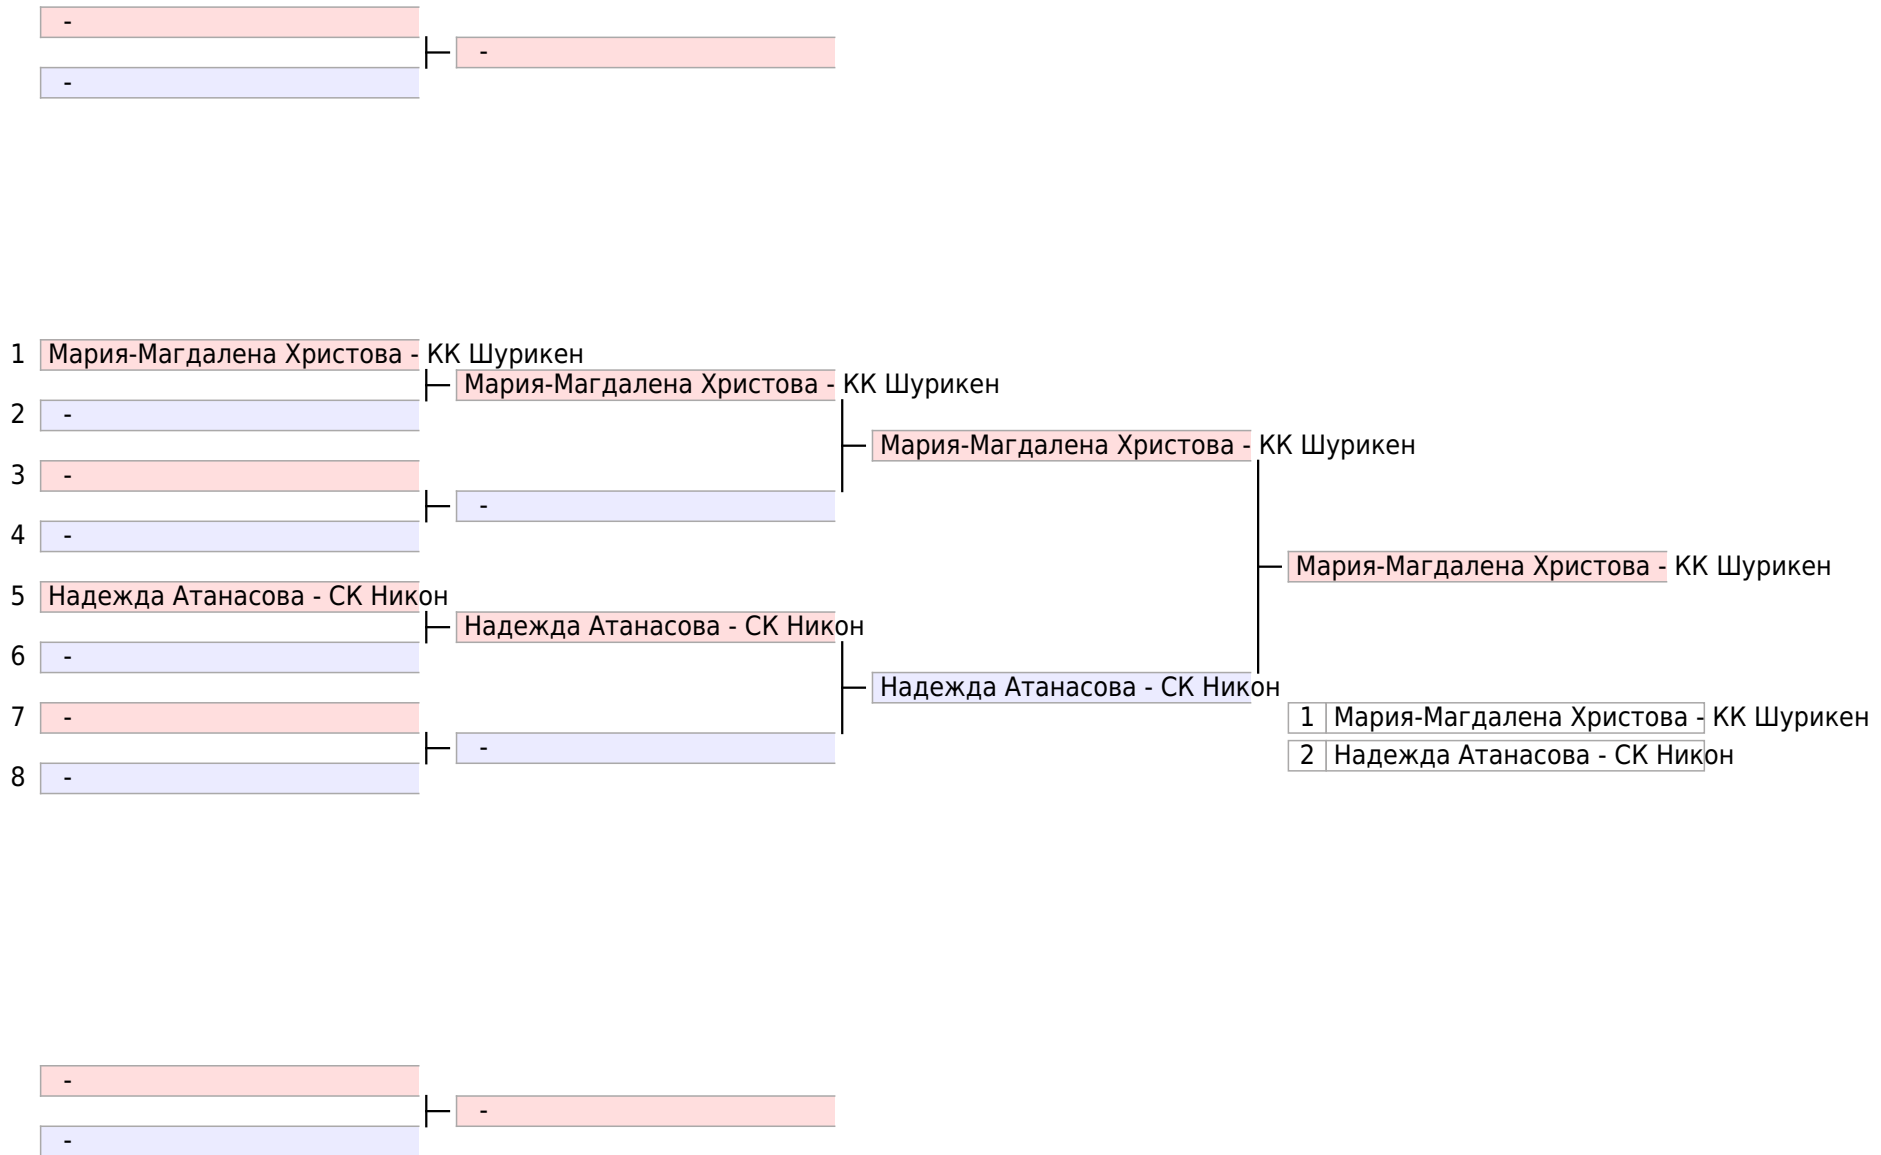 -
-
-
1 Мария-Магдалена Христова - КК Шурикен
Мария-Магдалена Христова - КК Шурикен
2 -
Мария-Магдалена Христова - КК Шурикен
3 -
-
4 -
Мария-Магдалена Христова - КК Шурикен
5 Надежда Атанасова - СК Никон
Надежда Атанасова - СК Никон
6 -
Надежда Атанасова - СК Никон
7 -
1 Мария-Магдалена Христова - КК Шурикен
-
2 Надежда Атанасова - СК Никон
8 -
-
-
-